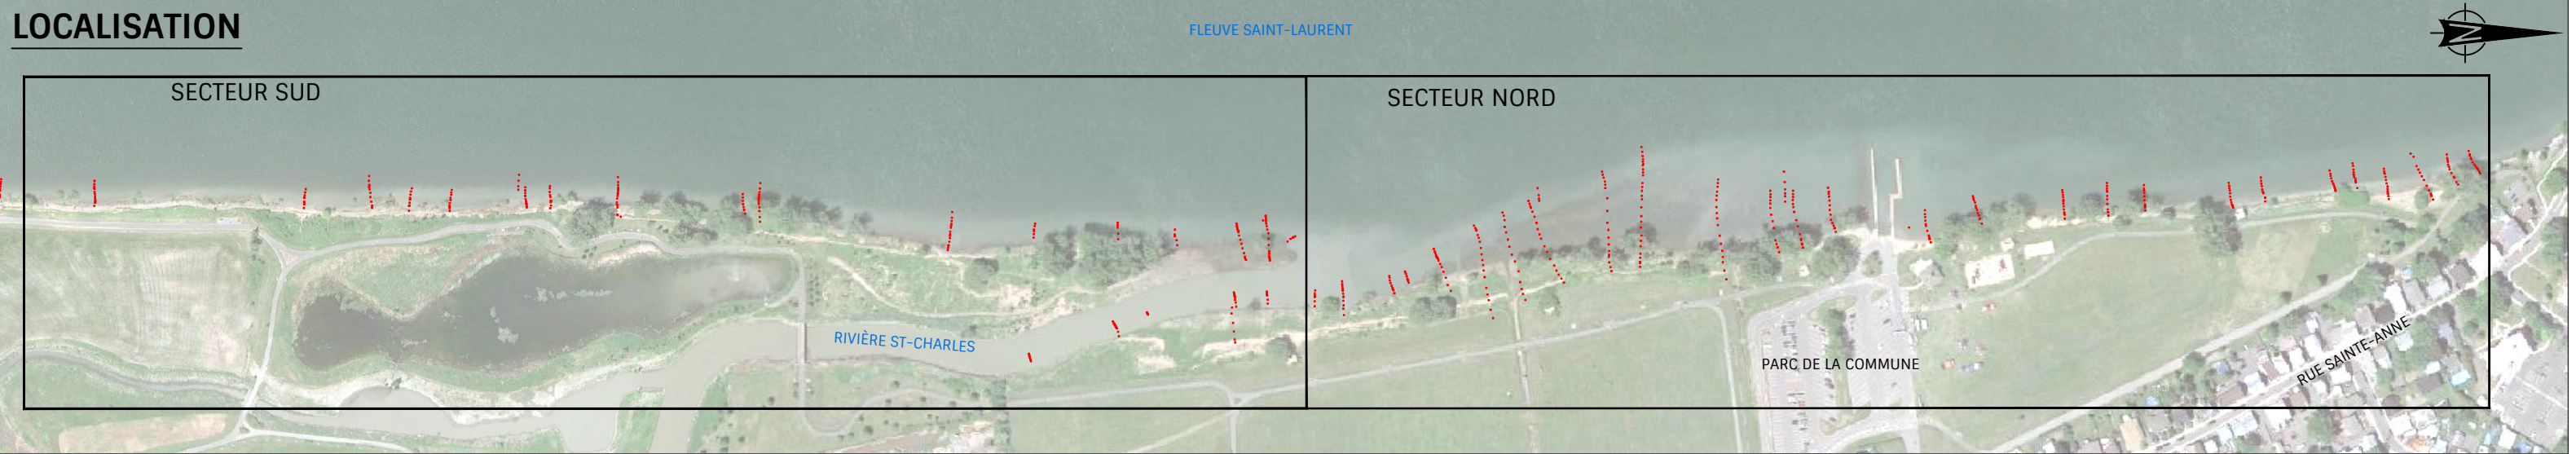 LOCALISATION
FLEUVE SAINT-LAURENT
N
SECTEUR SUD
SECTEUR NORD
RIVIÈRE ST-CHARLES
PARC DE LA COMMUNE
RUE SAINTE-ANNE